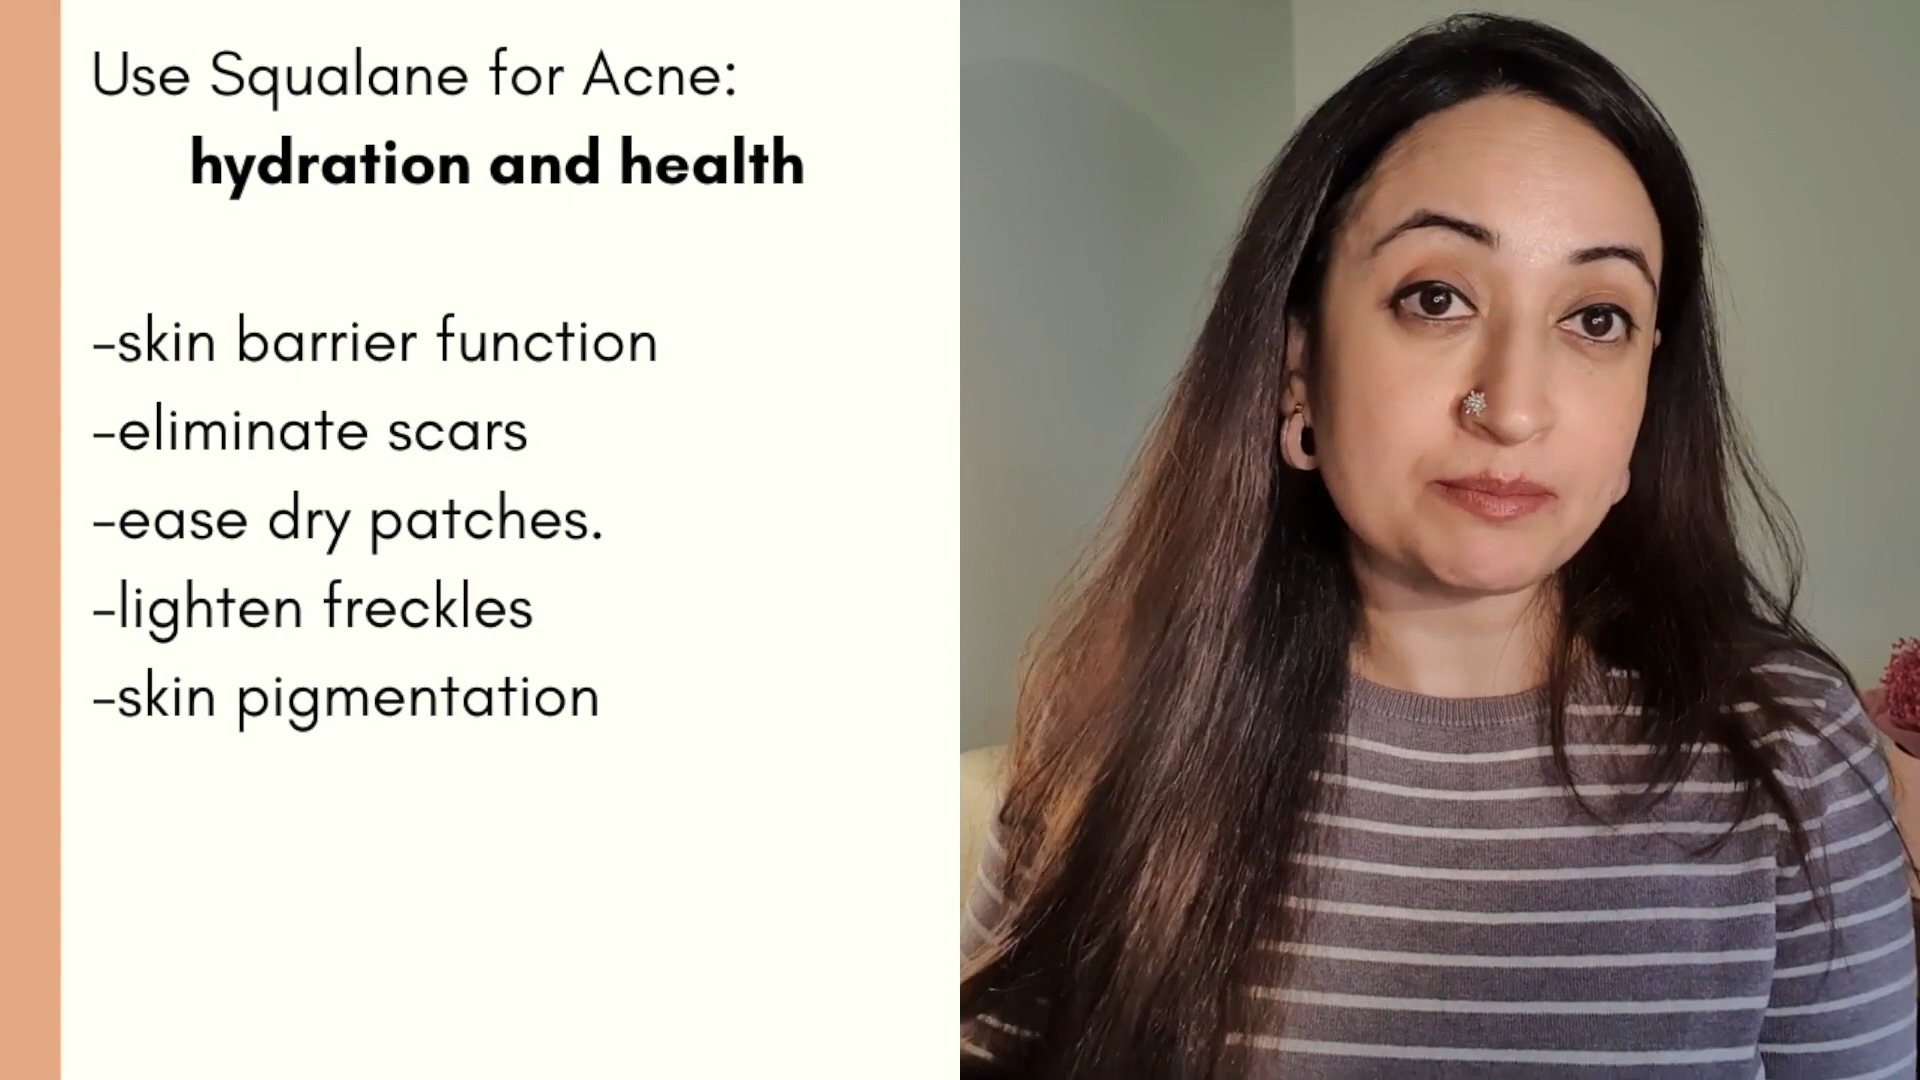 Use Squalane for Acne:
hydration and health
-skin barrier function
-eliminate scars
-ease dry patches.
-lighten freckles
-skin pigmentation